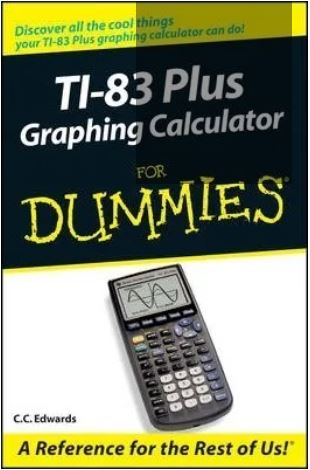 Discover all the cool things
your TI-83 Plus graphing calculator can do!
TI-83 Plus
Graphing Calculator
FOR
DUMMIES®
C.C. Edwards
A Reference for the Rest of Us!®